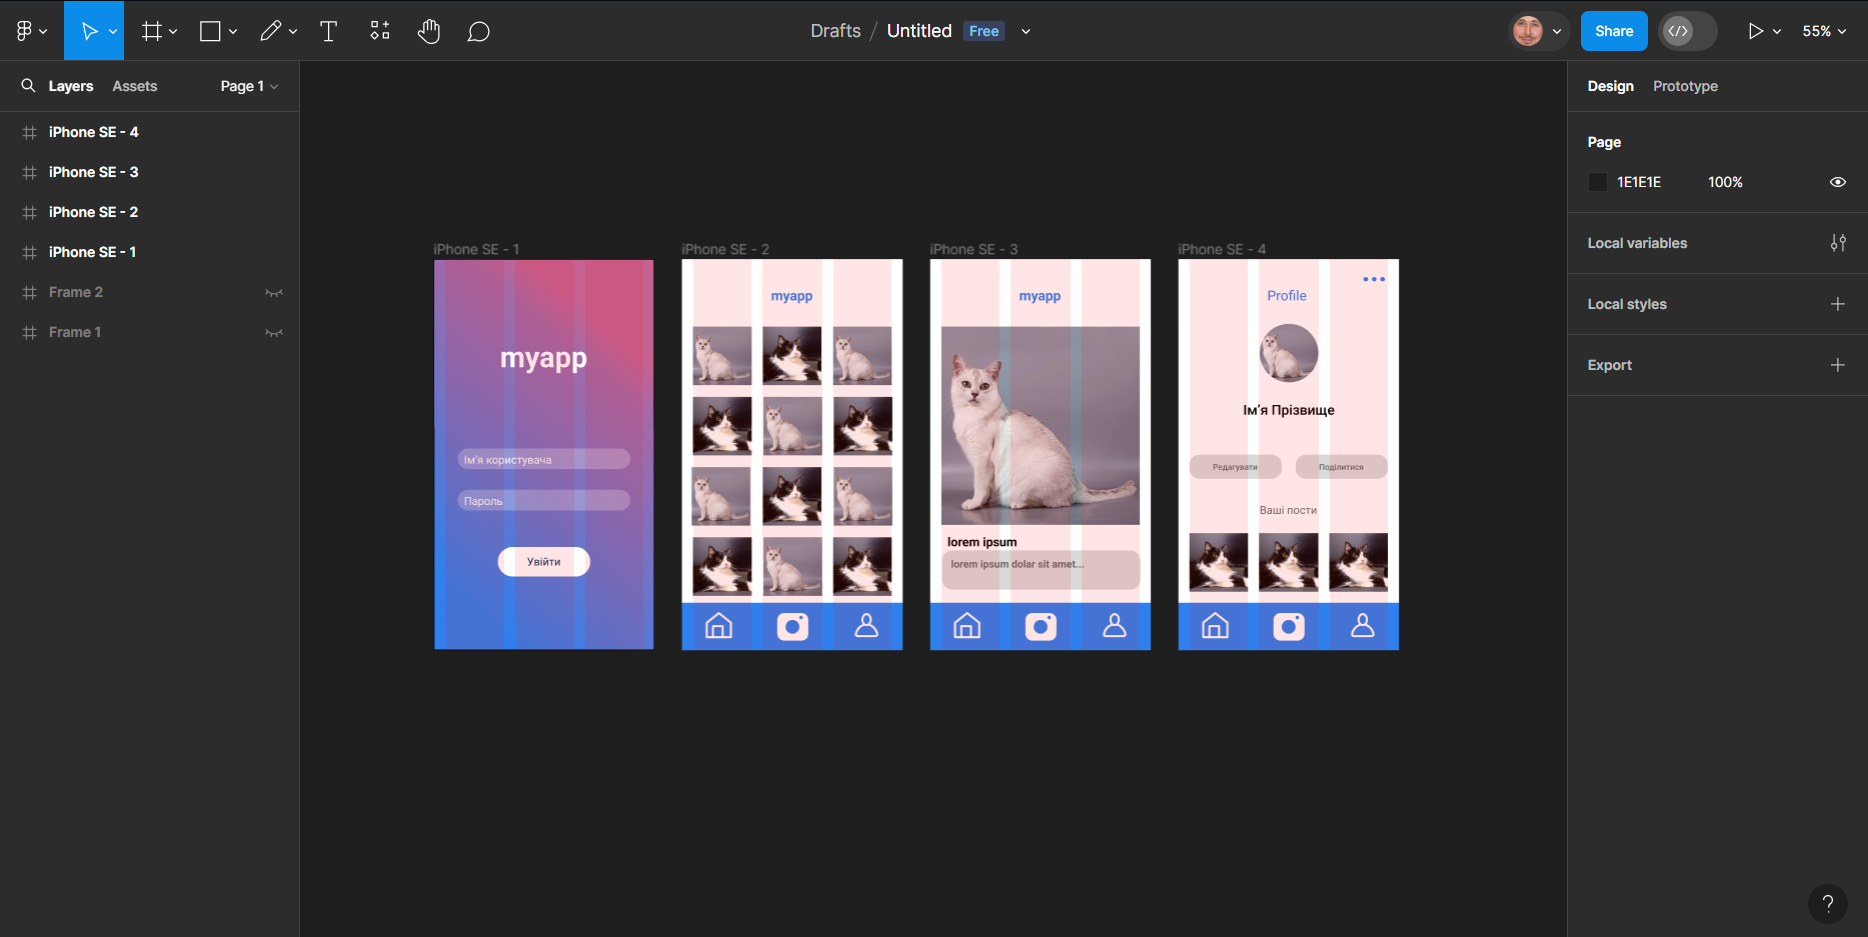 Drafts / Untitled Free
Share
</>
55%
Layers Assets Page 1
iPhone SE - 4
iPhone SE - 3
iPhone SE - 2
iPhone SE - 1
Frame 2
Frame 1
iPhone SE - 1
myapp
Ім'я користувача
Пароль
Увійти
iPhone SE - 2
myapp
iPhone SE - 3
myapp
lorem ipsum
lorem ipsum dolar sit amet...
iPhone SE - 4
Profile
Ім'я Прізвище
Редагувати Поділитися
Ваші пости
Design Prototype
Page
1E1E1E 100%
Local variables
Local styles
Export
?